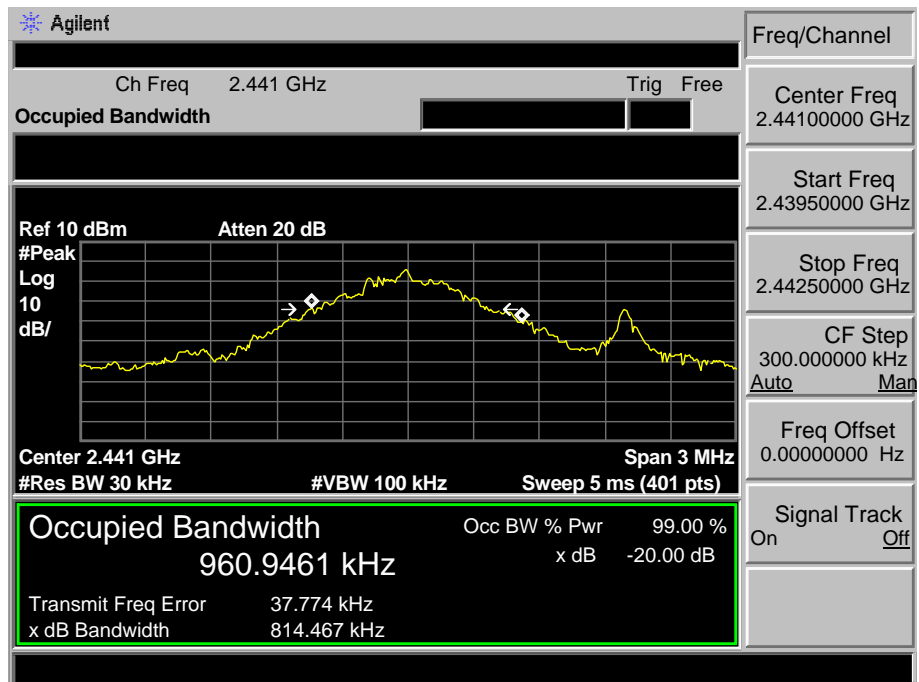 Agilent
Freq/Channel
Ch Freq 2.441 GHz Trig Free
Occupied Bandwidth
Center Freq
2.44100000 GHz
Start Freq
2.43950000 GHz
Ref 10 dBm Atten 20 dB
#Peak
Log
10
dB/
Stop Freq
2.44250000 GHz
CF Step
300.000000 kHz
Auto Man
Freq Offset
0.00000000 Hz
Center 2.441 GHz Span 3 MHz
#Res BW 30 kHz #VBW 100 kHz Sweep 5 ms (401 pts)
Signal Track
On Off
Occupied Bandwidth
960.9461 kHz
Occ BW % Pwr 99.00 %
x dB -20.00 dB
Transmit Freq Error 37.774 kHz
x dB Bandwidth 814.467 kHz